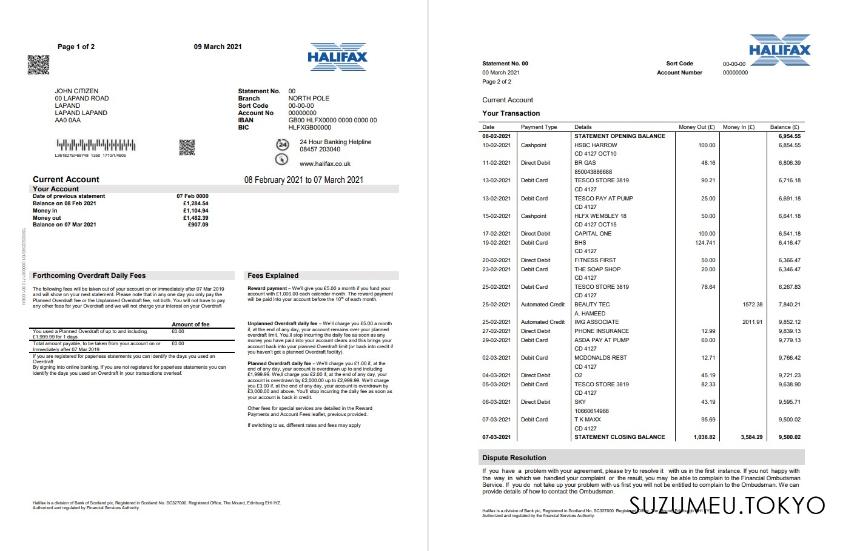 Page 1 of 2
09 March 2021
HALIFAX
JOHN CITIZEN
00 LAPAND ROAD
LAPAND
LAPAND LAPAND
AA0 0AA
Statement No. 00
Branch NORTH POLE
Sort Code 00-00-00
Account No 00000000
IBAN GB00 HLFX0000 0000 0000 00
BIC HLFXGB00000
24 Hour Banking Helpline
08457 203040
www.halifax.co.uk
Current Account
08 February 2021 to 07 March 2021
Your Account
Date of previous statement 07 Feb 0000
Balance on 08 Feb 2021 £1,284.54
Money in £1,104.94
Money out £1,482.39
Balance on 07 Mar 2021 £907.09
Forthcoming Overdraft Daily Fees
The following fees will be taken out of your account on or immediately after 07 Mar 2019
and will show on your next statement. Please note that in any one day you only pay the
Planned Overdraft fee or the Unplanned Overdraft fee, not both. You will not have to pay
any other fees for your Overdraft and we will not charge your interest on your Overdraft
Amount of fee
You used a Planned Overdraft of up to and including
£1,999.99 for 1 days £0.00
Total amount payable, to be taken from your account on or
immediately after 07 Mar 2019 £0.00
If you are registered for paperless statements you can identify the days you used an
Overdraft
By signing into online banking. If you are not registered for paperless statements you can
identify the days you used an Overdraft in your transactions overleaf.
Fees Explained
Reward payment – We'll give you £5.00 a month if you fund your
account with £1,000.00 each calendar month. The reward payment
will be paid into your account before the 10th of each month.
Unplanned Overdraft daily fee – We'll charge you £5.00 a month
if, at the end of any day, your account remains over your planned
overdraft limit. You'll stop incurring the daily fee as soon as any
money you have paid into your account clears and this brings your
account back into your planned Overdraft limit (or back into credit if
you haven't got a planned Overdraft facility).
Planned Overdraft daily fee – We'll charge you £1.00 if, at the
end of any day, your account is overdrawn by up to and including
£1,999.99, £2.00 if, at the end of any day, your account is
overdrawn by £2,000.00 up to £2,999.99. We'll charge
you £3.00 if, at the end of any day, your account is overdrawn by
£3,000.00 and above. You'll stop incurring the daily fee as soon as
your account is back in credit.
Other fees for special services are detailed in the Reward
Payments and Account Fees leaflet, previous provided.
If switching to us, different rates and fees may apply
Halifax is a division of Bank of Scotland plc, Registered in Scotland No. SC327000. Registered Office, The Mound, Edinburg EHI-IHZ.
Authorized and regulated by Financial Services Authority.
HALIFAX
Statement No. 00
Sort Code 00-00-00
00 March 2021
Account Number 00000000
Page 2 of 2
Current Account
Your Transaction
Date Payment Type Details Money Out (£) Money In (£) Balance (£)
08-02-2021 STATEMENT OPENING BALANCE 6,954.55
10-02-2021 Cashpoint HSBC HARROW 100.00 6,854.55
CD 4127 OCT10
11-02-2021 Direct Debit BR GAS 48.16 6,806.39
850043886688
13-02-2021 Debit Card TESCO STORE 3819 90.21 6,716.18
CD 4127
13-02-2021 Debit Card TESCO PAY AT PUMP 25.00 6,691.18
CD 4127
15-02-2021 Cashpoint HLFX WEMBLEY 18 50.00 6,641.18
CD 4127 OCT15
17-02-2021 Direct Debit CAPITAL ONE 100.00 6,541.18
19-02-2021 Debit Card BHS 124.741 6,416.47
CD 4127
20-02-2021 Direct Debit FITNESS FIRST 50.00 6,366.47
23-02-2021 Debit Card THE SOAP SHOP 20.00 6,346.47
CD 4127
25-02-2021 Debit Card TESCO STORE 3819 78.64 6,267.83
CD 4127
25-02-2021 Automated Credit BEAUTY TEC 1572.38 7,840.21
A. HAMEED
25-02-2021 Automated Credit IMG ASSOCIATE 2011.91 9,852.12
27-02-2021 Direct Debit PHONE INSURANCE 12.99 9,839.13
29-02-2021 Debit Card ASDA PAY AT PUMP 60.00 9,779.13
CD 4127
02-03-2021 Debit Card MCDONALDS REST 12.71 9,766.42
CD 4127
04-03-2021 Direct Debit O2 45.19 9,721.23
05-03-2021 Debit Card TESCO STORE 3819 82.33 9,638.90
CD 4127
06-03-2021 Direct Debit SKY 43.19 9,595.71
10660614966
07-03-2021 Debit Card T K MAXX 95.69 9,500.02
CD 4127
07-03-2021 STATEMENT CLOSING BALANCE 1,038.82 3,584.29 9,500.02
Dispute Resolution
If you have a problem with your agreement, please try to resolve it with us in the first instance. If you not happy with
the way in which we handled your complaint or the result, you may be able to complain to the Financial Ombudsman
Service. If you do not take up your problem with us first you will not be entitled to complain to the Ombudsman. We can
provide details of how to contact the Ombudsman.
Halifax is a division of Bank plc, Registered in Scotland No. SC327000. Registered Office, The
Authorized and regulated by the financial Services Authority.
SUZUMEU.TOKYO